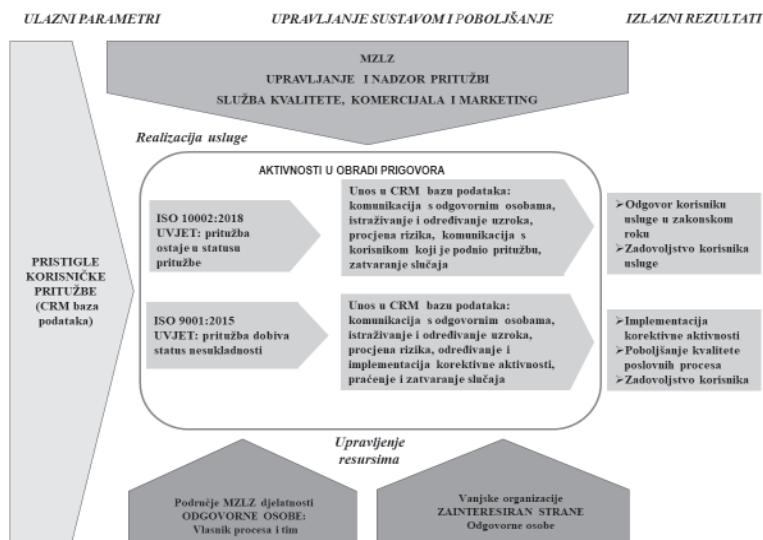 ULAZNI PARAMETRI
UPRAVLJANJE SUSTAVOM I POBOLJŠANJE
IZLAZNI REZULTATI
MZLZ
UPRAVLJANJE I NADZOR PRITUŽBI
SLUŽBA KVALITETE, KOMERCIJALA I MARKETING
Realizacija usluge
AKTIVNOSTI U OBRADI PRIGOVORA
PRISTIGLE
KORISNIČKE
PRITUŽBE
(CRM baza
podataka)
ISO 10002:2018
UVJET: pritužba
ostaje u statusu
pritužbe
Unos u CRM bazu podataka:
komunikacija s odgovornim osobama,
istraživanje i određivanje uzroka,
procjena rizika, komunikacija s
korisnikom koji je podnio pritužbu,
zatvaranje slučaja
➢Odgovor korisniku
usluge u zakonskom
roku
➢Zadovoljstvo korisnika
usluge
ISO 9001:2015
UVJET: pritužba dobiva
status nesukladnosti
Unos u CRM bazu podataka:
komunikacija s odgovornim osobama,
istraživanje i određivanje uzroka,
procjena rizika, određivanje i
implementacija korektivne aktivnosti,
praćenje i zatvaranje slučaja
➢Implementacija
korektivne aktivnosti
➢Poboljšanje kvalitete
poslovnih procesa
➢Zadovoljstvo korisnika
Upravljenje
resursima
Područje MZLZ djelatnosti
ODGOVORNE OSOBE:
Vlasnik procesa i tim
Vanjske organizacije
ZAINTERESIRAN STRANE
Odgovorne osobe